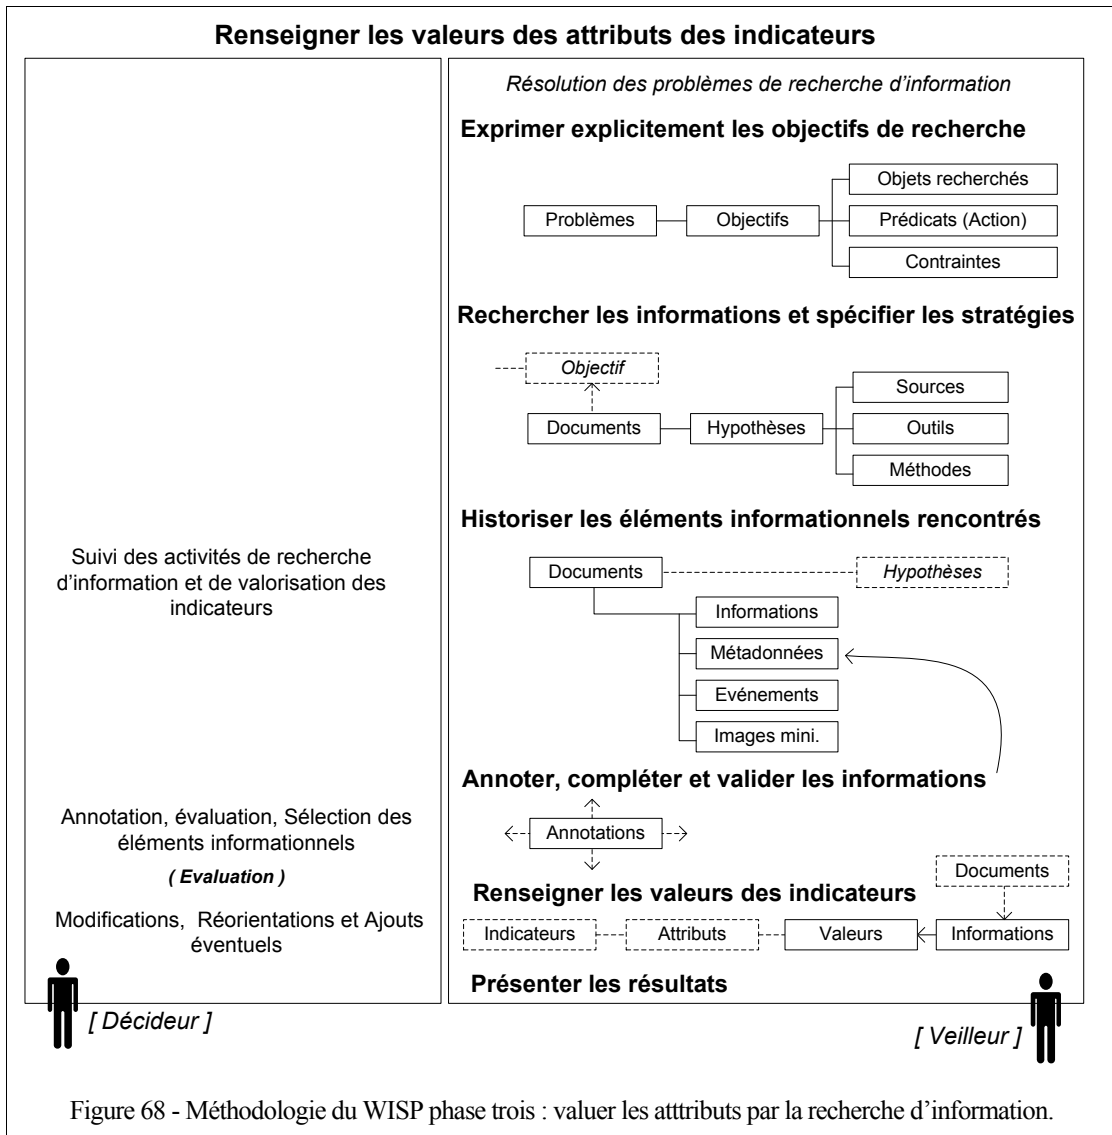 Renseigner les valeurs des attributs des indicateurs
Résolution des problèmes de recherche d'information
Exprimer explicitement les objectifs de recherche
Objets recherchés
Problèmes
Objectifs
Prédicats (Action)
Contraintes
Rechercher les informations et spécifier les stratégies
Objectif
Sources
Documents
Hypothèses
Outils
Méthodes
Historiser les éléments informationnels rencontrés
Suivi des activités de recherche
d'information et de valorisation des
indicateurs
Documents
Hypothèses
Informations
Métadonnées
Evénements
Images mini.
Annoter, compléter et valider les informations
Annotation, évaluation, Sélection des
éléments informationnels
( Evaluation )
Modifications, Réorientations et Ajouts
éventuels
Annotations
Documents
Renseigner les valeurs des indicateurs
Indicateurs
Attributs
Valeurs
Informations
Présenter les résultats
[ Décideur ]
[ Veilleur ]
Figure 68 - Méthodologie du WISP phase trois : valuer les atttributs par la recherche d'information.